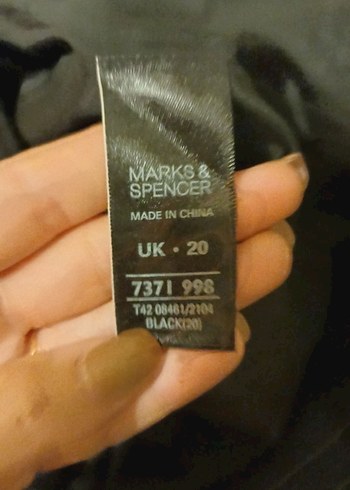 MARKS &
SPENCER
MADE IN CHINA
UK • 20
7371 998
T42 08461/2104
BLACK(20)